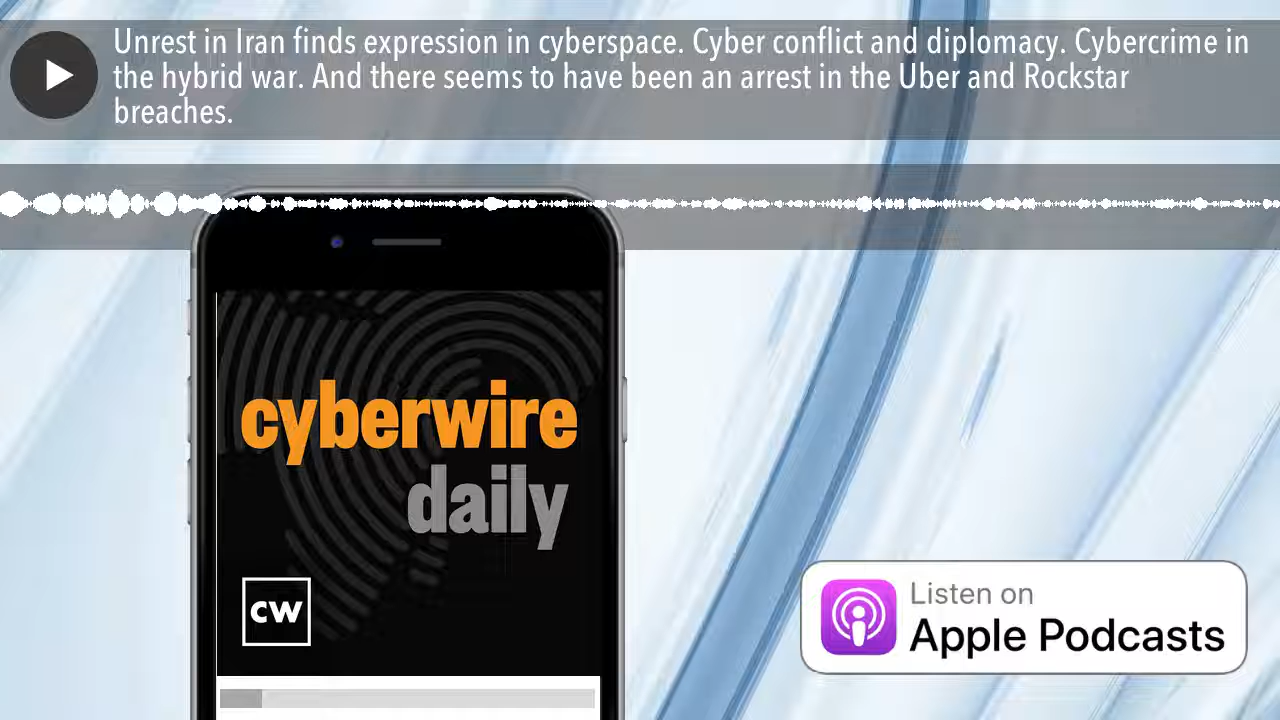 Unrest in Iran finds expression in cyberspace. Cyber conflict and diplomacy. Cybercrime in
the hybrid war. And there seems to have been an arrest in the Uber and Rockstar
breaches.
cyberwire
daily
CW
Listen on
Apple Podcasts